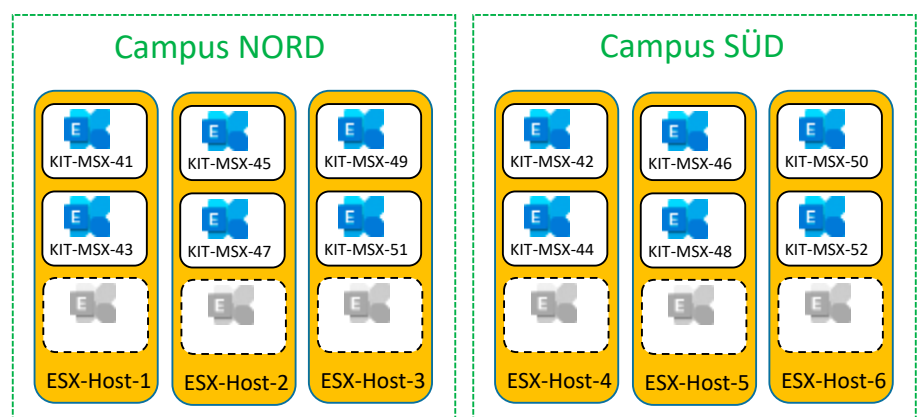 Campus NORD
Campus SÜD
E
KIT-MSX-41
E
KIT-MSX-45
E
KIT-MSX-49
E
KIT-MSX-42
E
KIT-MSX-46
E
KIT-MSX-50
E
KIT-MSX-43
E
KIT-MSX-47
E
KIT-MSX-51
E
KIT-MSX-44
E
KIT-MSX-48
E
KIT-MSX-52
E
E
E
E
E
E
ESX-Host-1
ESX-Host-2
ESX-Host-3
ESX-Host-4
ESX-Host-5
ESX-Host-6